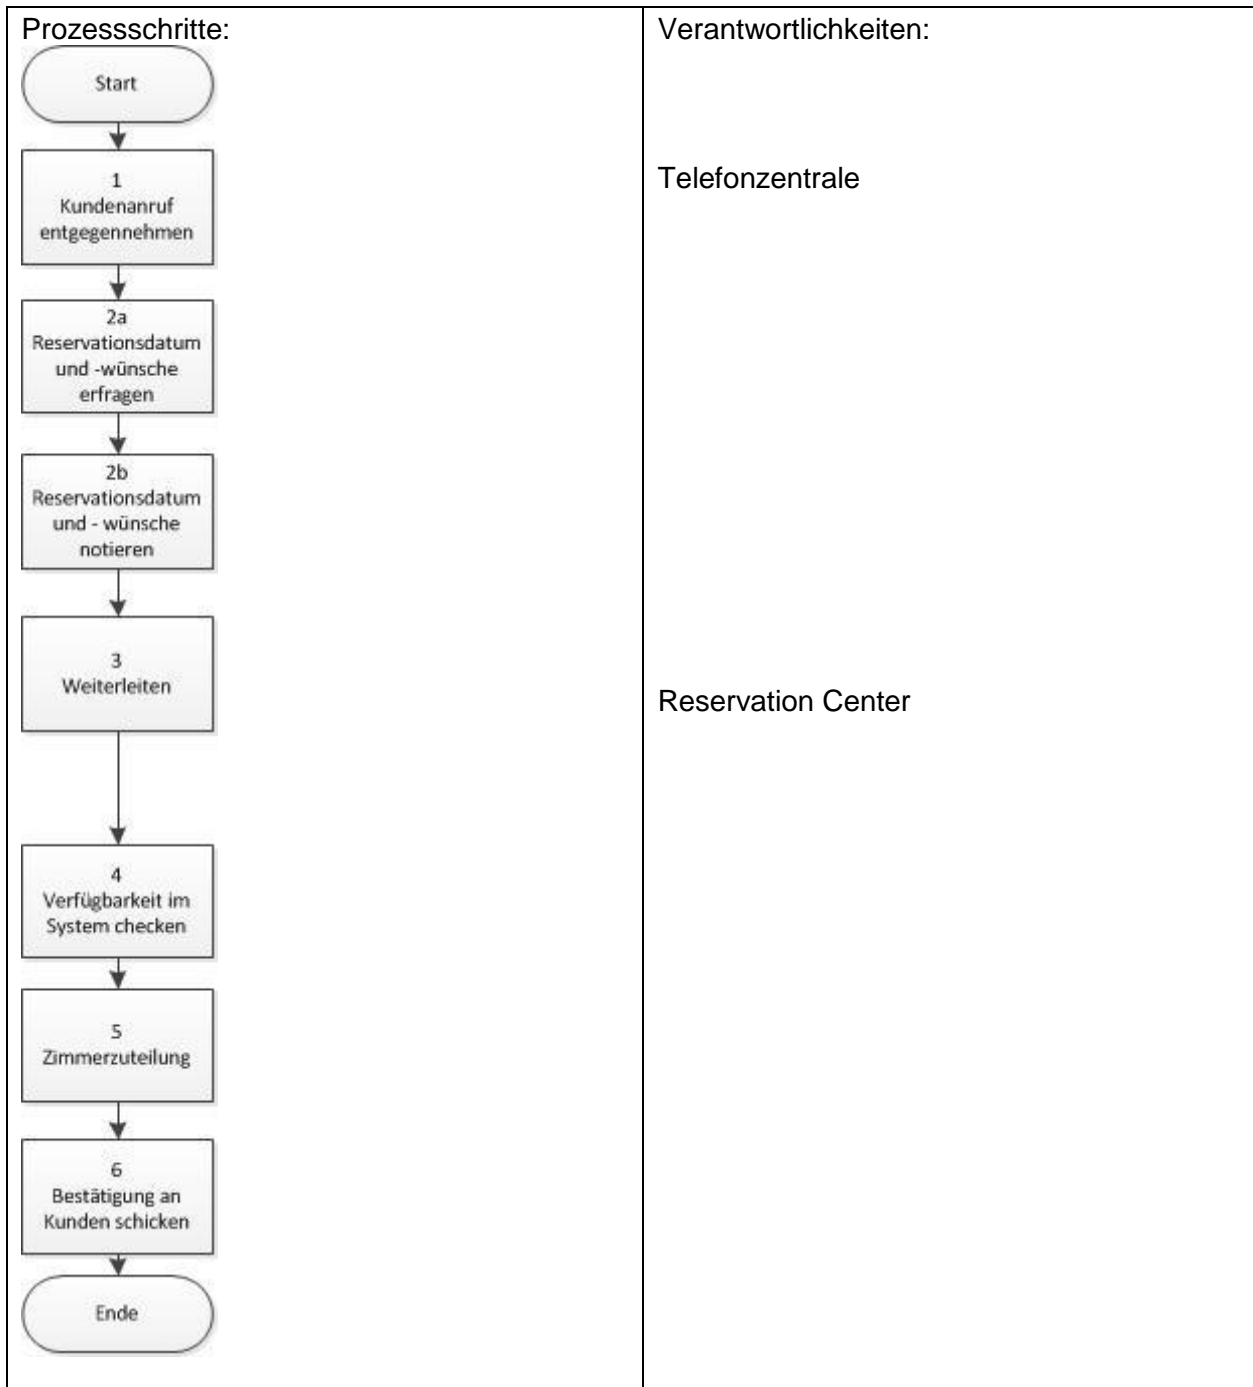 Prozessschritte:
Start
1
Kundenanruf
entgegennehmen
2a
Reservationsdatum
und -wünsche
erfragen
2b
Reservationsdatum
und - wünsche
notieren
3
Weiterleiten
4
Verfügbarkeit im
System checken
5
Zimmerzuteilung
6
Bestätigung an
Kunden schicken
Ende
Verantwortlichkeiten:
Telefonzentrale
Reservation Center